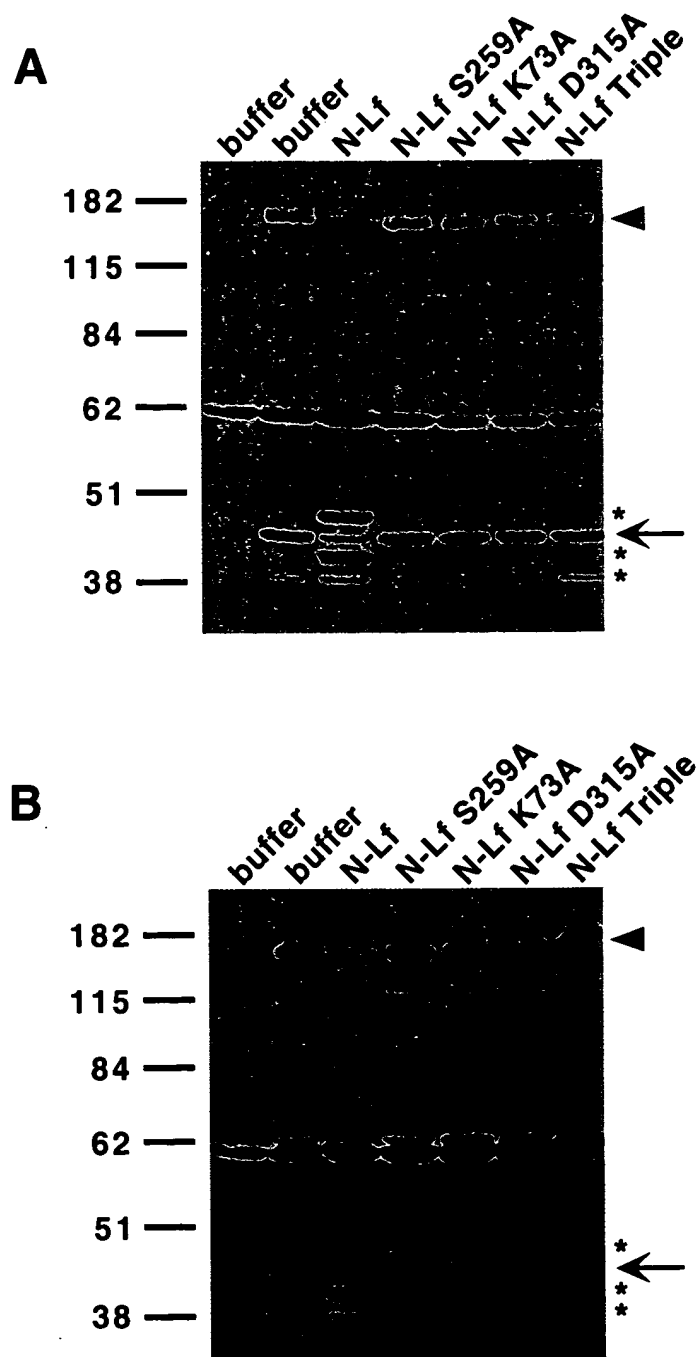 A
buffer
buffer
N-Lf
N-Lf S259A
N-Lf K73A
N-Lf D315A
N-Lf Triple
182
115
84
62
51
38
*
*
*
B
buffer
buffer
N-Lf
N-Lf S259A
N-Lf K73A
N-Lf D315A
N-Lf Triple
182
115
84
62
51
38
*
*
*